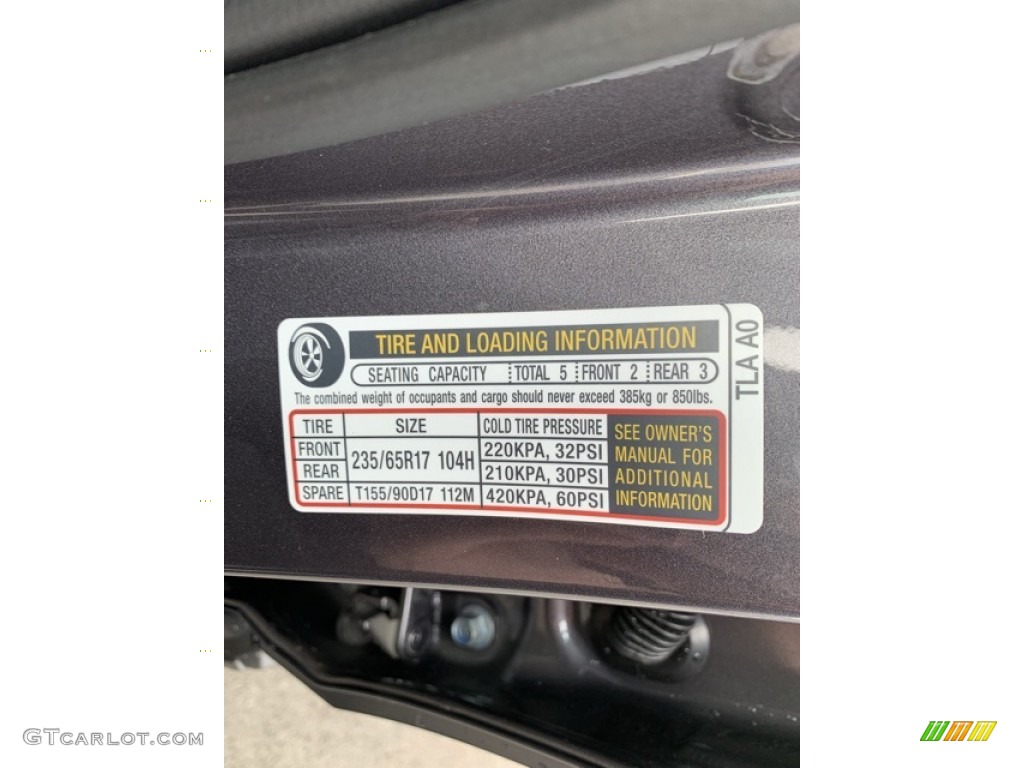 TIRE AND LOADING INFORMATION
SEATING CAPACITY TOTAL 5 FRONT 2 REAR 3
The combined weight of occupants and cargo should never exceed 385kg or 850lbs.
TIRE SIZE COLD TIRE PRESSURE
FRONT 235/65R17 104H 220KPA, 32PSI
REAR 210KPA, 30PSI
SPARE T155/90D17 112M 420KPA, 60PSI
SEE OWNER'S
MANUAL FOR
ADDITIONAL
INFORMATION
TLA A0
GTCARLOT.COM